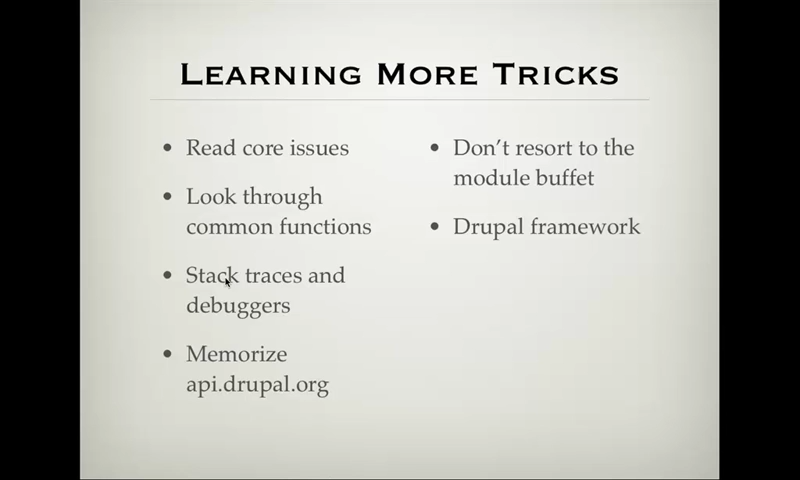 Learning More Tricks
• Read core issues
• Look through
common functions
• Stack traces and
debuggers
• Memorize
api.drupal.org
• Don’t resort to the
module buffet
• Drupal framework